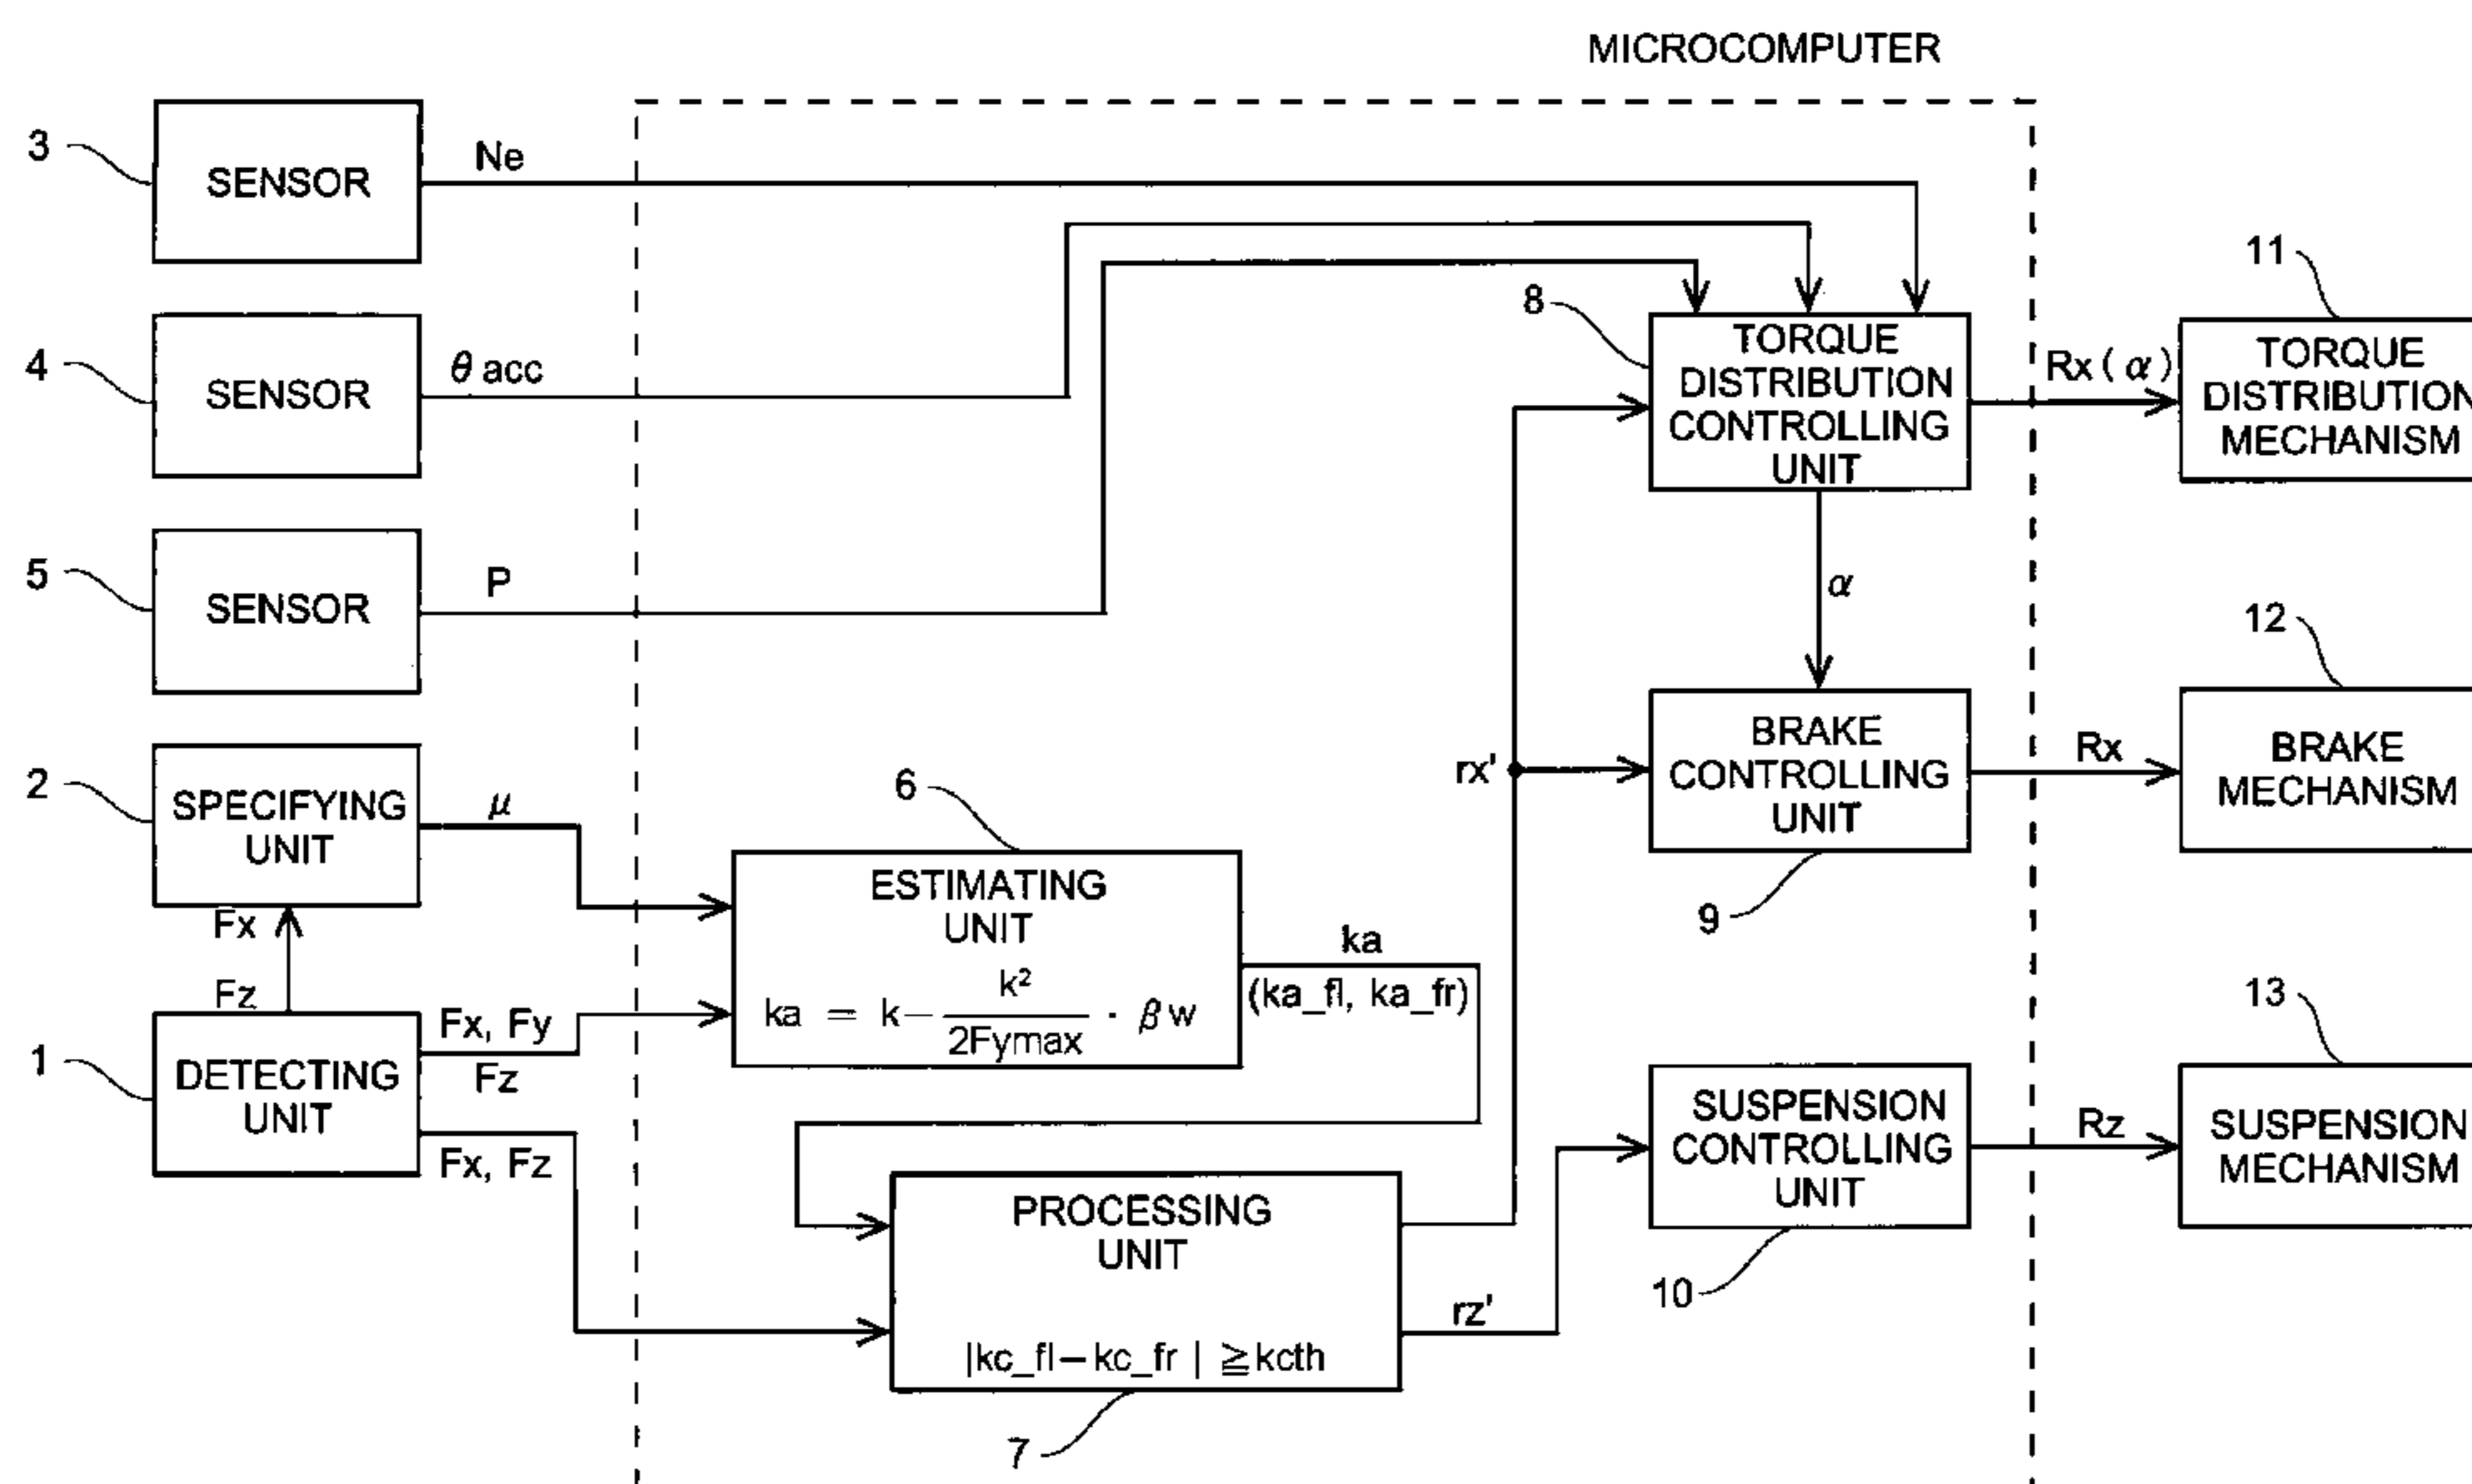 MICROCOMPUTER
3
SENSOR
Ne
4
SENSOR
θ acc
5
SENSOR
P
2
SPECIFYING
UNIT
μ
Fx
Fz
1
DETECTING
UNIT
Fx, Fy
Fz
Fx, Fz
6
ESTIMATING
UNIT
ka = k− k²/2Fymax · βw
ka
(ka_fl, ka_fr)
PROCESSING
UNIT
|kc_fl− kc_fr | ≧kcth
7
rx'
rz'
8
TORQUE
DISTRIBUTION
CONTROLLING
UNIT
α
BRAKE
CONTROLLING
UNIT
9
SUSPENSION
CONTROLLING
UNIT
10
Rx ( α )
11
TORQUE
DISTRIBUTION
MECHANISM
Rx
12
BRAKE
MECHANISM
Rz
13
SUSPENSION
MECHANISM